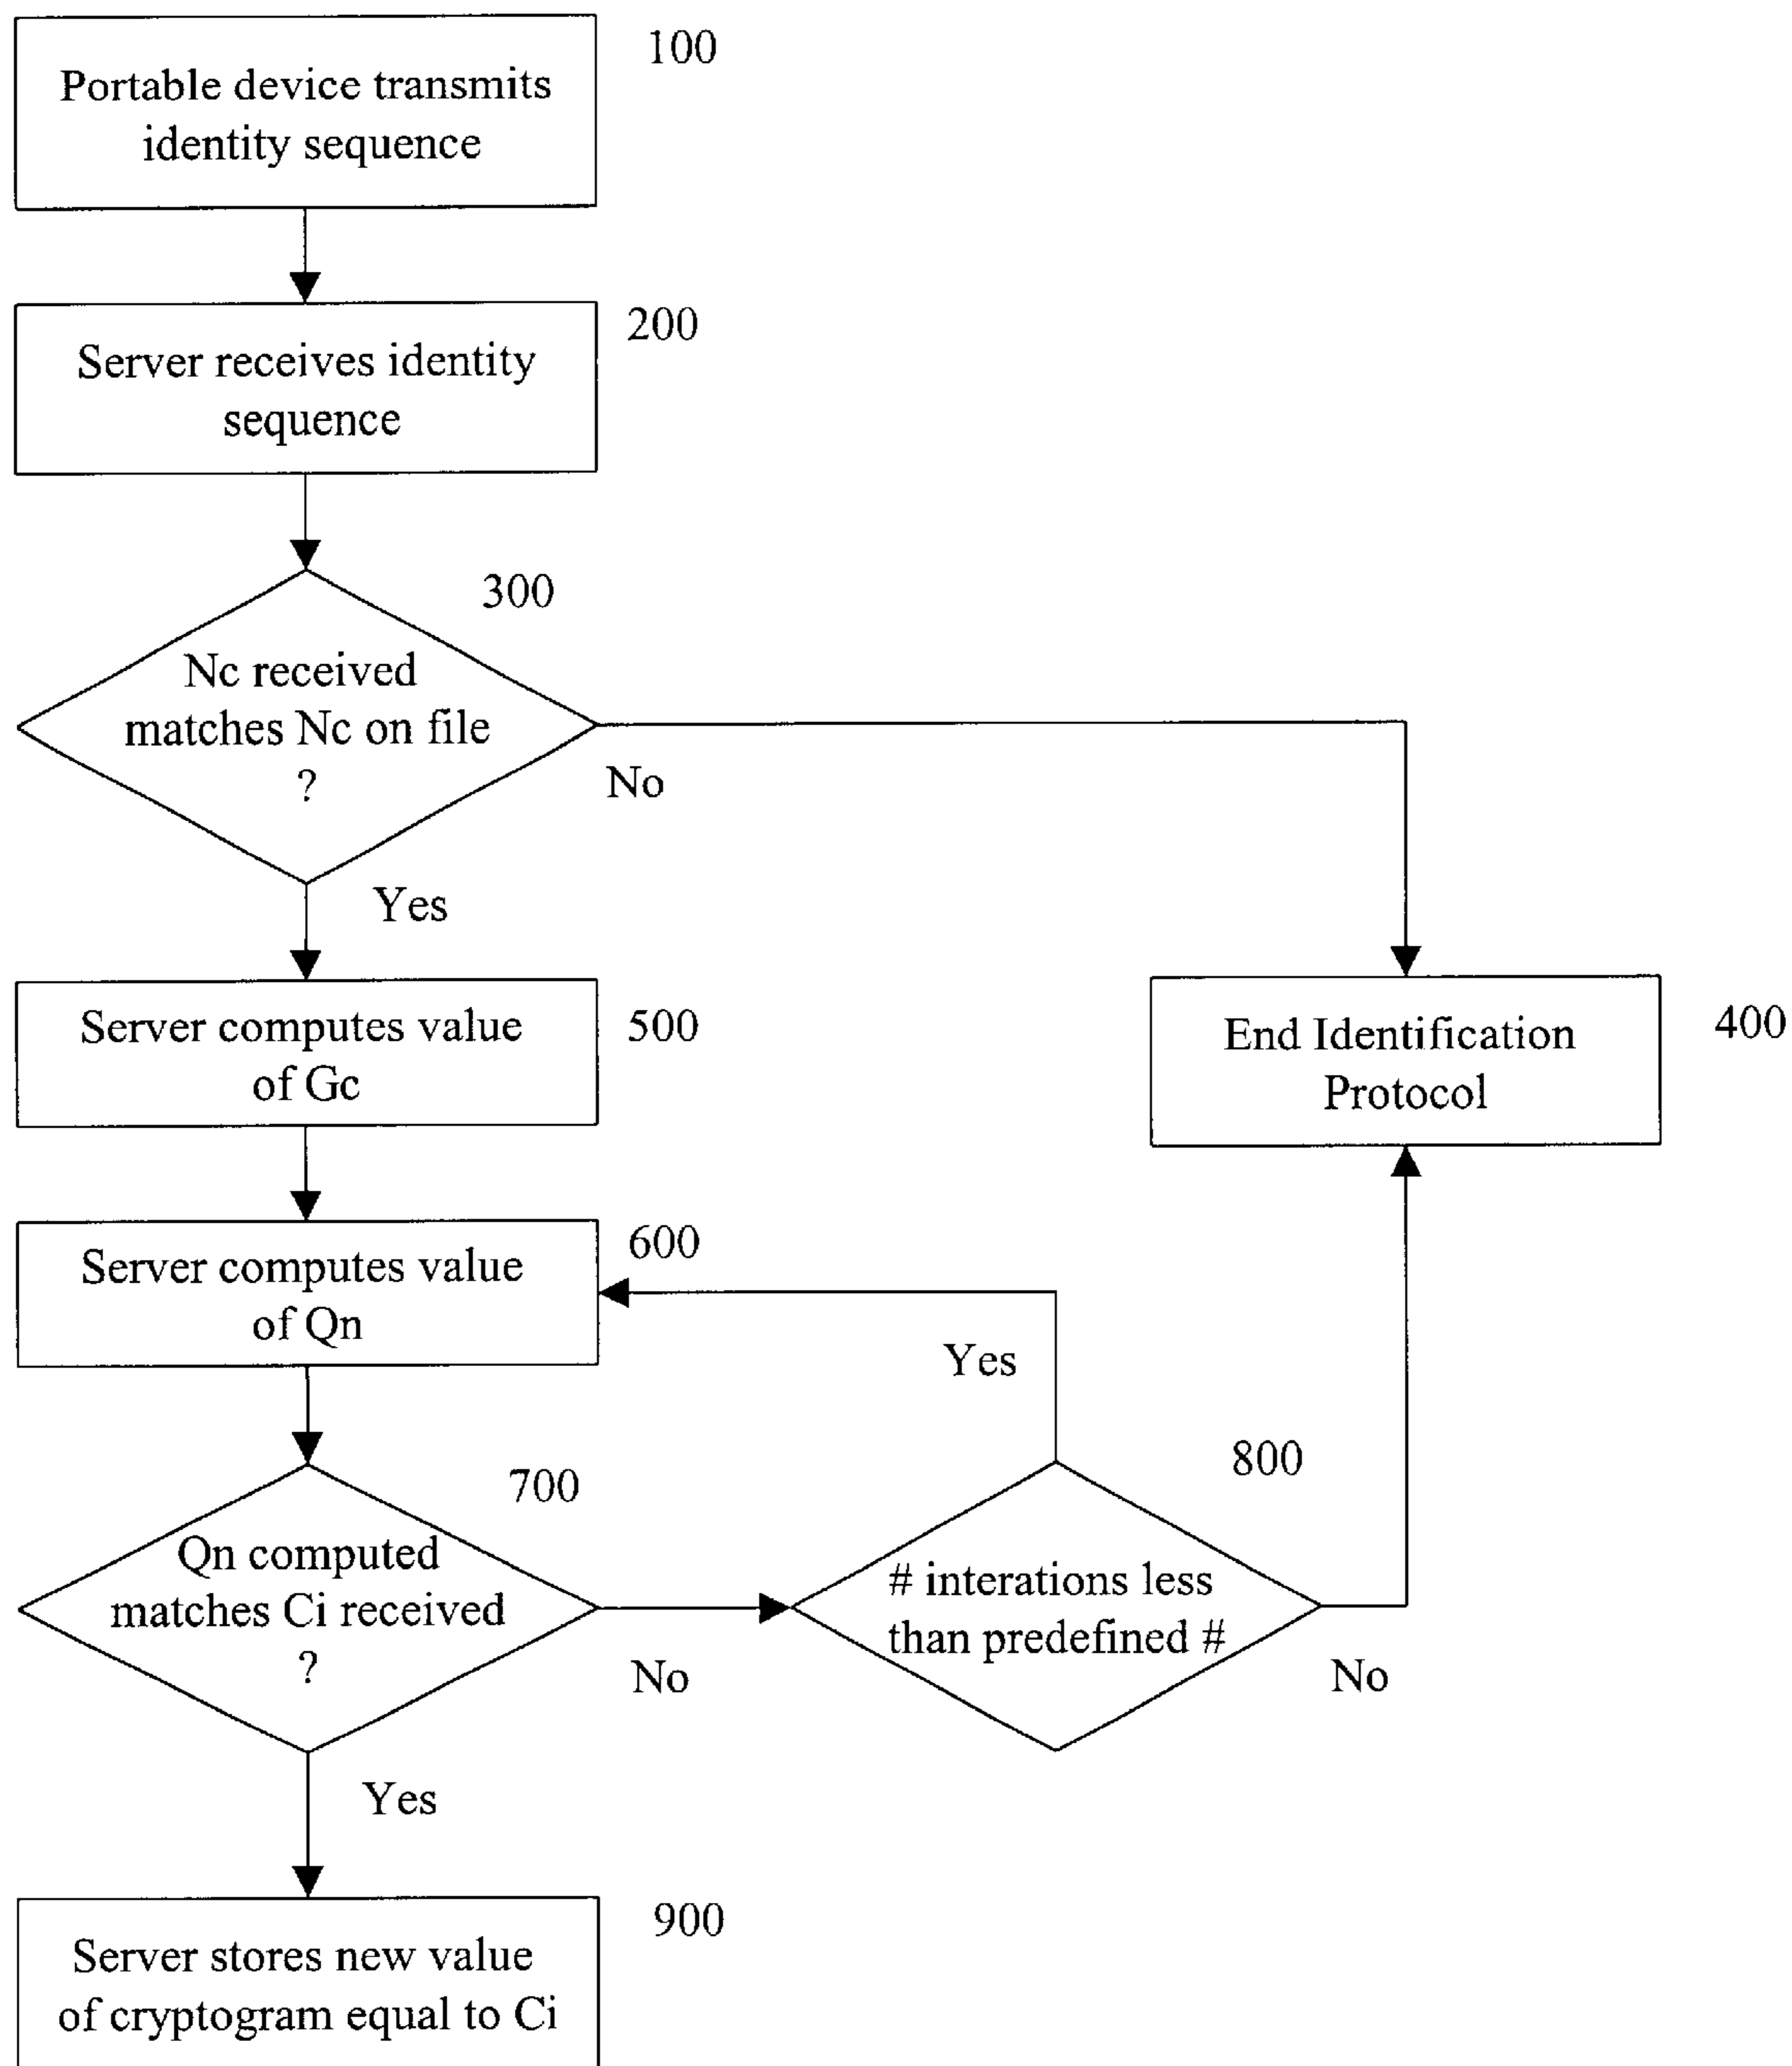 100
Portable device transmits
identity sequence
200
Server receives identity
sequence
300
Nc received
matches Nc on file
?
No
Yes
Server computes value
of Gc
500
End Identification
Protocol
400
600
Server computes value
of Qn
Yes
700
800
Qn computed
matches Ci received
?
# interations less
than predefined #
No
No
Yes
900
Server stores new value
of cryptogram equal to Ci